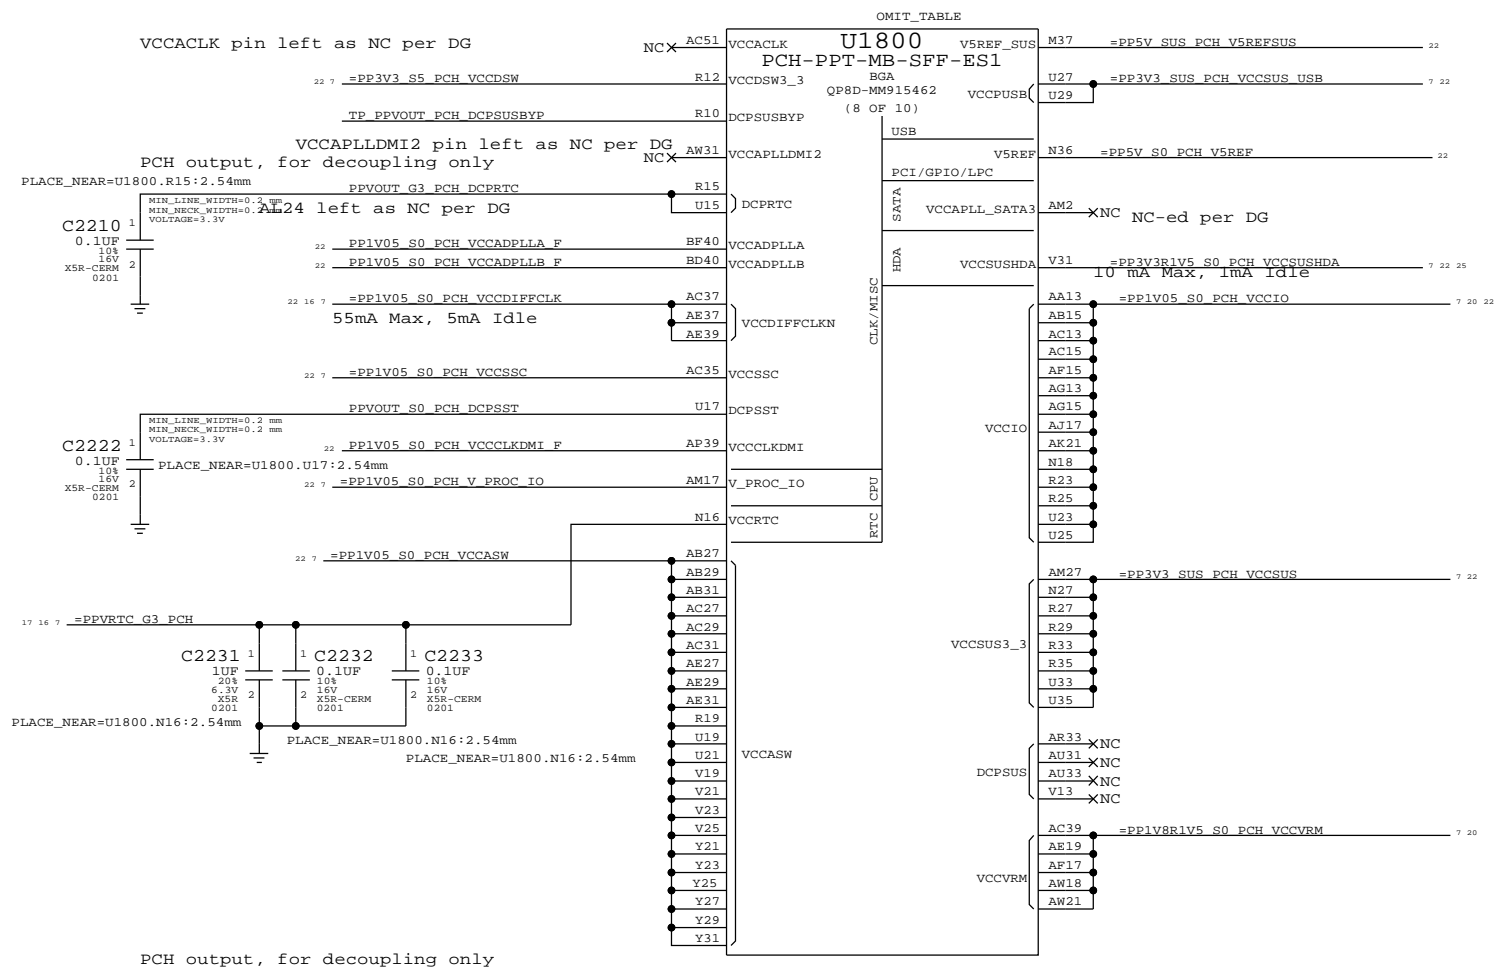 OMIT_TABLE
VCCACLK pin left as NC per DG
NC
AC51
VCCACLK
U1800
PCH-PPT-MB-SFF-ES1
BGA
QP8D-MM915462
(8 OF 10)
V5REF_SUS
M37
=PP5V_SUS_PCH_V5REFSUS
22
22 7
=PP3V3_S5_PCH_VCCDSW
R12
VCCDSW3_3
VCCPUSB
U27
=PP3V3_SUS_PCH_VCCSUS_USB
7 22
U29
TP_PPVOUT_PCH_DCPSUSBYP
R10
DCPSUSBYP
USB
VCCAPLLDMI2 pin left as NC per DG
NC
AW31
VCCAPLLDMI2
V5REF
N36
=PP5V_S0_PCH_V5REF
22
PCH output, for decoupling only
PCI/GPIO/LPC
PLACE_NEAR=U1800.R15:2.54mm
PPVOUT_G3_PCH_DCPRTC
R15
U15
DCPRTC
MIN_LINE_WIDTH=0.2 mm
MIN_NECK_WIDTH=0.2 mm
VOLTAGE=3.3V
AL24 left as NC per DG
SATA
VCCAPLL_SATA3
AM2
NC
NC-ed per DG
C2210
0.1UF
10%
16V
X5R-CERM
0201
1
2
22
PP1V05_S0_PCH_VCCADPLLA_F
BF40
VCCADPLLA
22
PP1V05_S0_PCH_VCCADPLLB_F
BD40
VCCADPLLB
HDA
VCCSUSHDA
V31
=PP3V3R1V5_S0_PCH_VCCSUSHDA
7 22 25
10 mA Max, 1mA Idle
22 16 7
=PP1V05_S0_PCH_VCCDIFFCLK
AC37
AE37
AE39
VCCDIFFCLKN
55mA Max, 5mA Idle
CLK/MISC
AA13
=PP1V05_S0_PCH_VCCIO
7 20 22
AB15
AC13
AC15
AF15
AG13
AG15
AJ17
AK21
N18
R23
R25
U23
U25
VCCIO
22 7
=PP1V05_S0_PCH_VCCSSC
AC35
VCCSSC
PPVOUT_S0_PCH_DCPSST
U17
DCPSST
MIN_LINE_WIDTH=0.2 mm
MIN_NECK_WIDTH=0.2 mm
VOLTAGE=3.3V
C2222
0.1UF
10%
16V
X5R-CERM
0201
1
2
PLACE_NEAR=U1800.U17:2.54mm
22
PP1V05_S0_PCH_VCCCLKDMI_F
AP39
VCCCLKDMI
22 7
=PP1V05_S0_PCH_V_PROC_IO
AM17
V_PROC_IO
CPU
N16
VCCRTC
RTC
22 7
=PP1V05_S0_PCH_VCCASW
AB27
AB29
AB31
AC27
AC29
AC31
AE27
AE29
AE31
R19
U19
U21
V19
V21
V23
V25
Y21
Y23
Y25
Y27
Y29
Y31
VCCASW
AM27
=PP3V3_SUS_PCH_VCCSUS
7 22
N27
R27
R29
R33
R35
U33
U35
VCCSUS3_3
17 16 7
=PPVRTC_G3_PCH
C2231
1UF
20%
6.3V
X5R
0201
1
2
C2232
0.1UF
10%
16V
X5R-CERM
0201
1
2
C2233
0.1UF
10%
16V
X5R-CERM
0201
1
2
PLACE_NEAR=U1800.N16:2.54mm
PLACE_NEAR=U1800.N16:2.54mm
PLACE_NEAR=U1800.N16:2.54mm
DCPSUS
AR33
NC
AU31
NC
AU33
NC
V13
NC
AC39
=PP1V8R1V5_S0_PCH_VCCVRM
7 20
AE19
AF17
AW18
AW21
VCCVRM
PCH output, for decoupling only